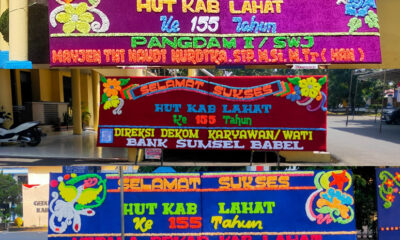 HUT KAB LAHAT
Ke 155 Tahun
PANGDAM II / SWJ
SELAMAT SUKSES
HUT KAB LAHAT
Ke 155 Tahun
DIREKSI DEKOM KARYAWAN/WATI
BANK SUMSEL BABEL
SELAMAT SUKSES
HUT KAB LAHAT
Ke 155 Tahun